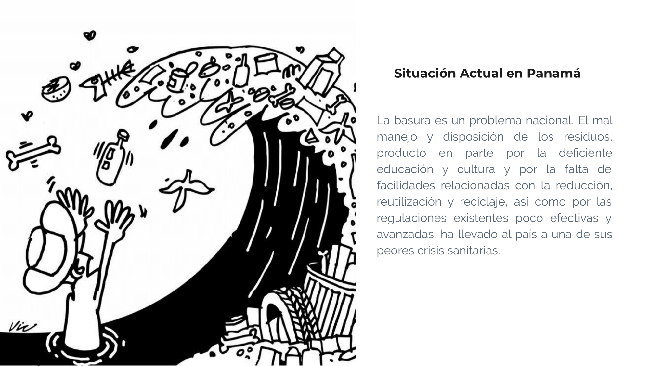 Situación Actual en Panamá
La basura es un problema nacional. El mal
manejo y disposición de los residuos,
producto en parte por la deficiente
educación y cultura y por la falta de
facilidades relacionadas con la reducción,
reutilización y reciclaje, así como por las
regulaciones existentes poco efectivas y
avanzadas, ha llevado al país a una de sus
peores crisis sanitarias.
Vic